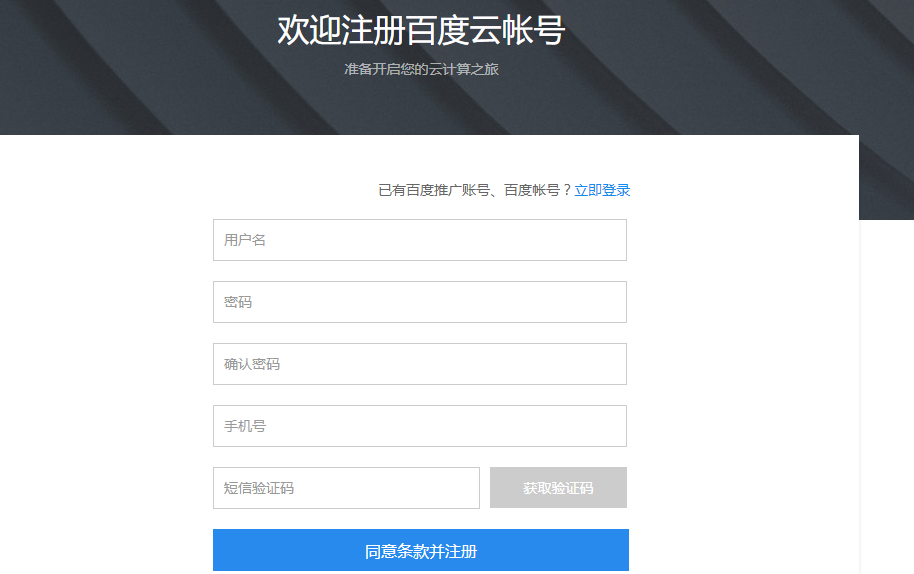 欢迎注册百度云帐号
准备开启您的云计算之旅
已有百度推广账号、百度帐号？立即登录
用户名
密码
确认密码
手机号
短信验证码 获取验证码
同意条款并注册